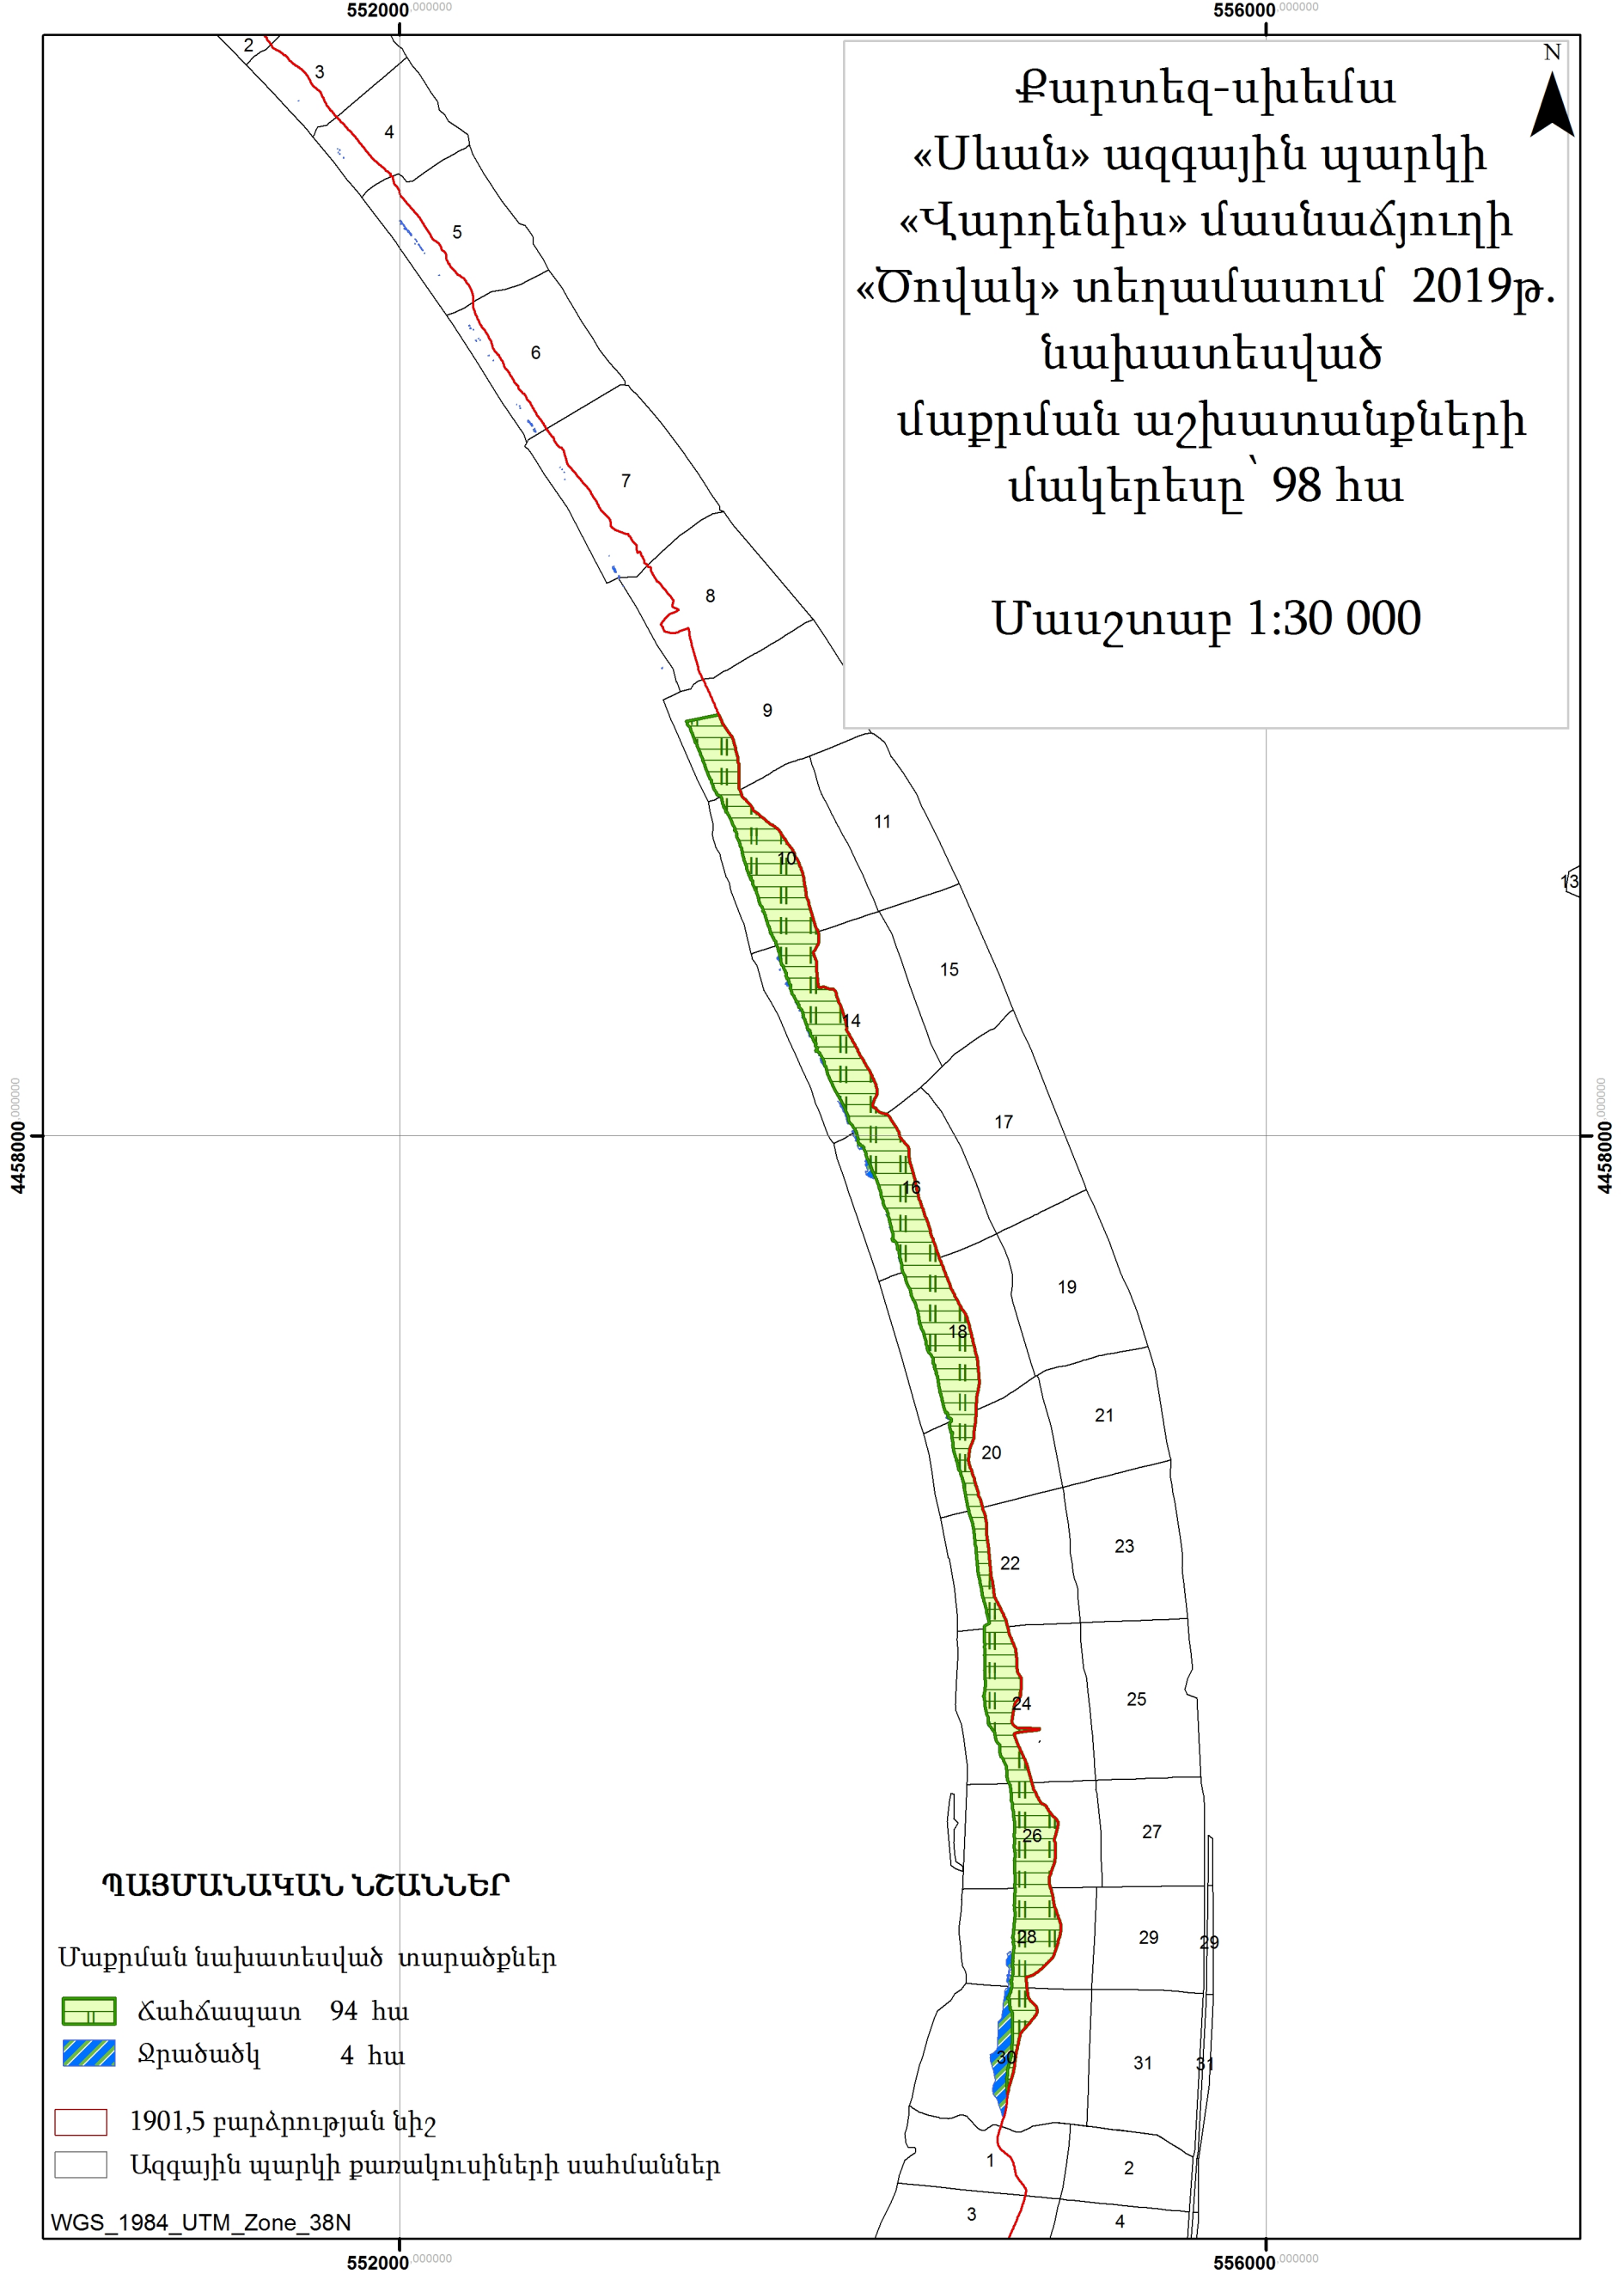 552000.000000
556000.000000
Քարտեզ-սխեմա
«Սևան» ազգային պարկի
«Վարդենիս» մասնաճյուղի
«Ծովակ» տեղամասում 2019թ.
նախատեսված
մաքրման աշխատանքների
մակերեսը՝ 98 հա
Մասշտաբ 1:30 000
N
2
3
4
5
6
7
8
9
11
10
13
15
14
17
16
19
18
21
20
23
22
25
24
27
26
29
29
28
31
31
30
1
2
3
4
4458000.000000
4458000.000000
ՊԱՅՄԱՆԱԿԱՆ ՆՇԱՆՆԵՐ
Մաքրման նախատեսված տարածքներ
Ճահճապատ 94 հա
Ջրածածկ 4 հա
1901,5 բարձրության նիշ
Ազգային պարկի քառակուսիների սահմաններ
WGS_1984_UTM_Zone_38N
552000.000000
556000.000000